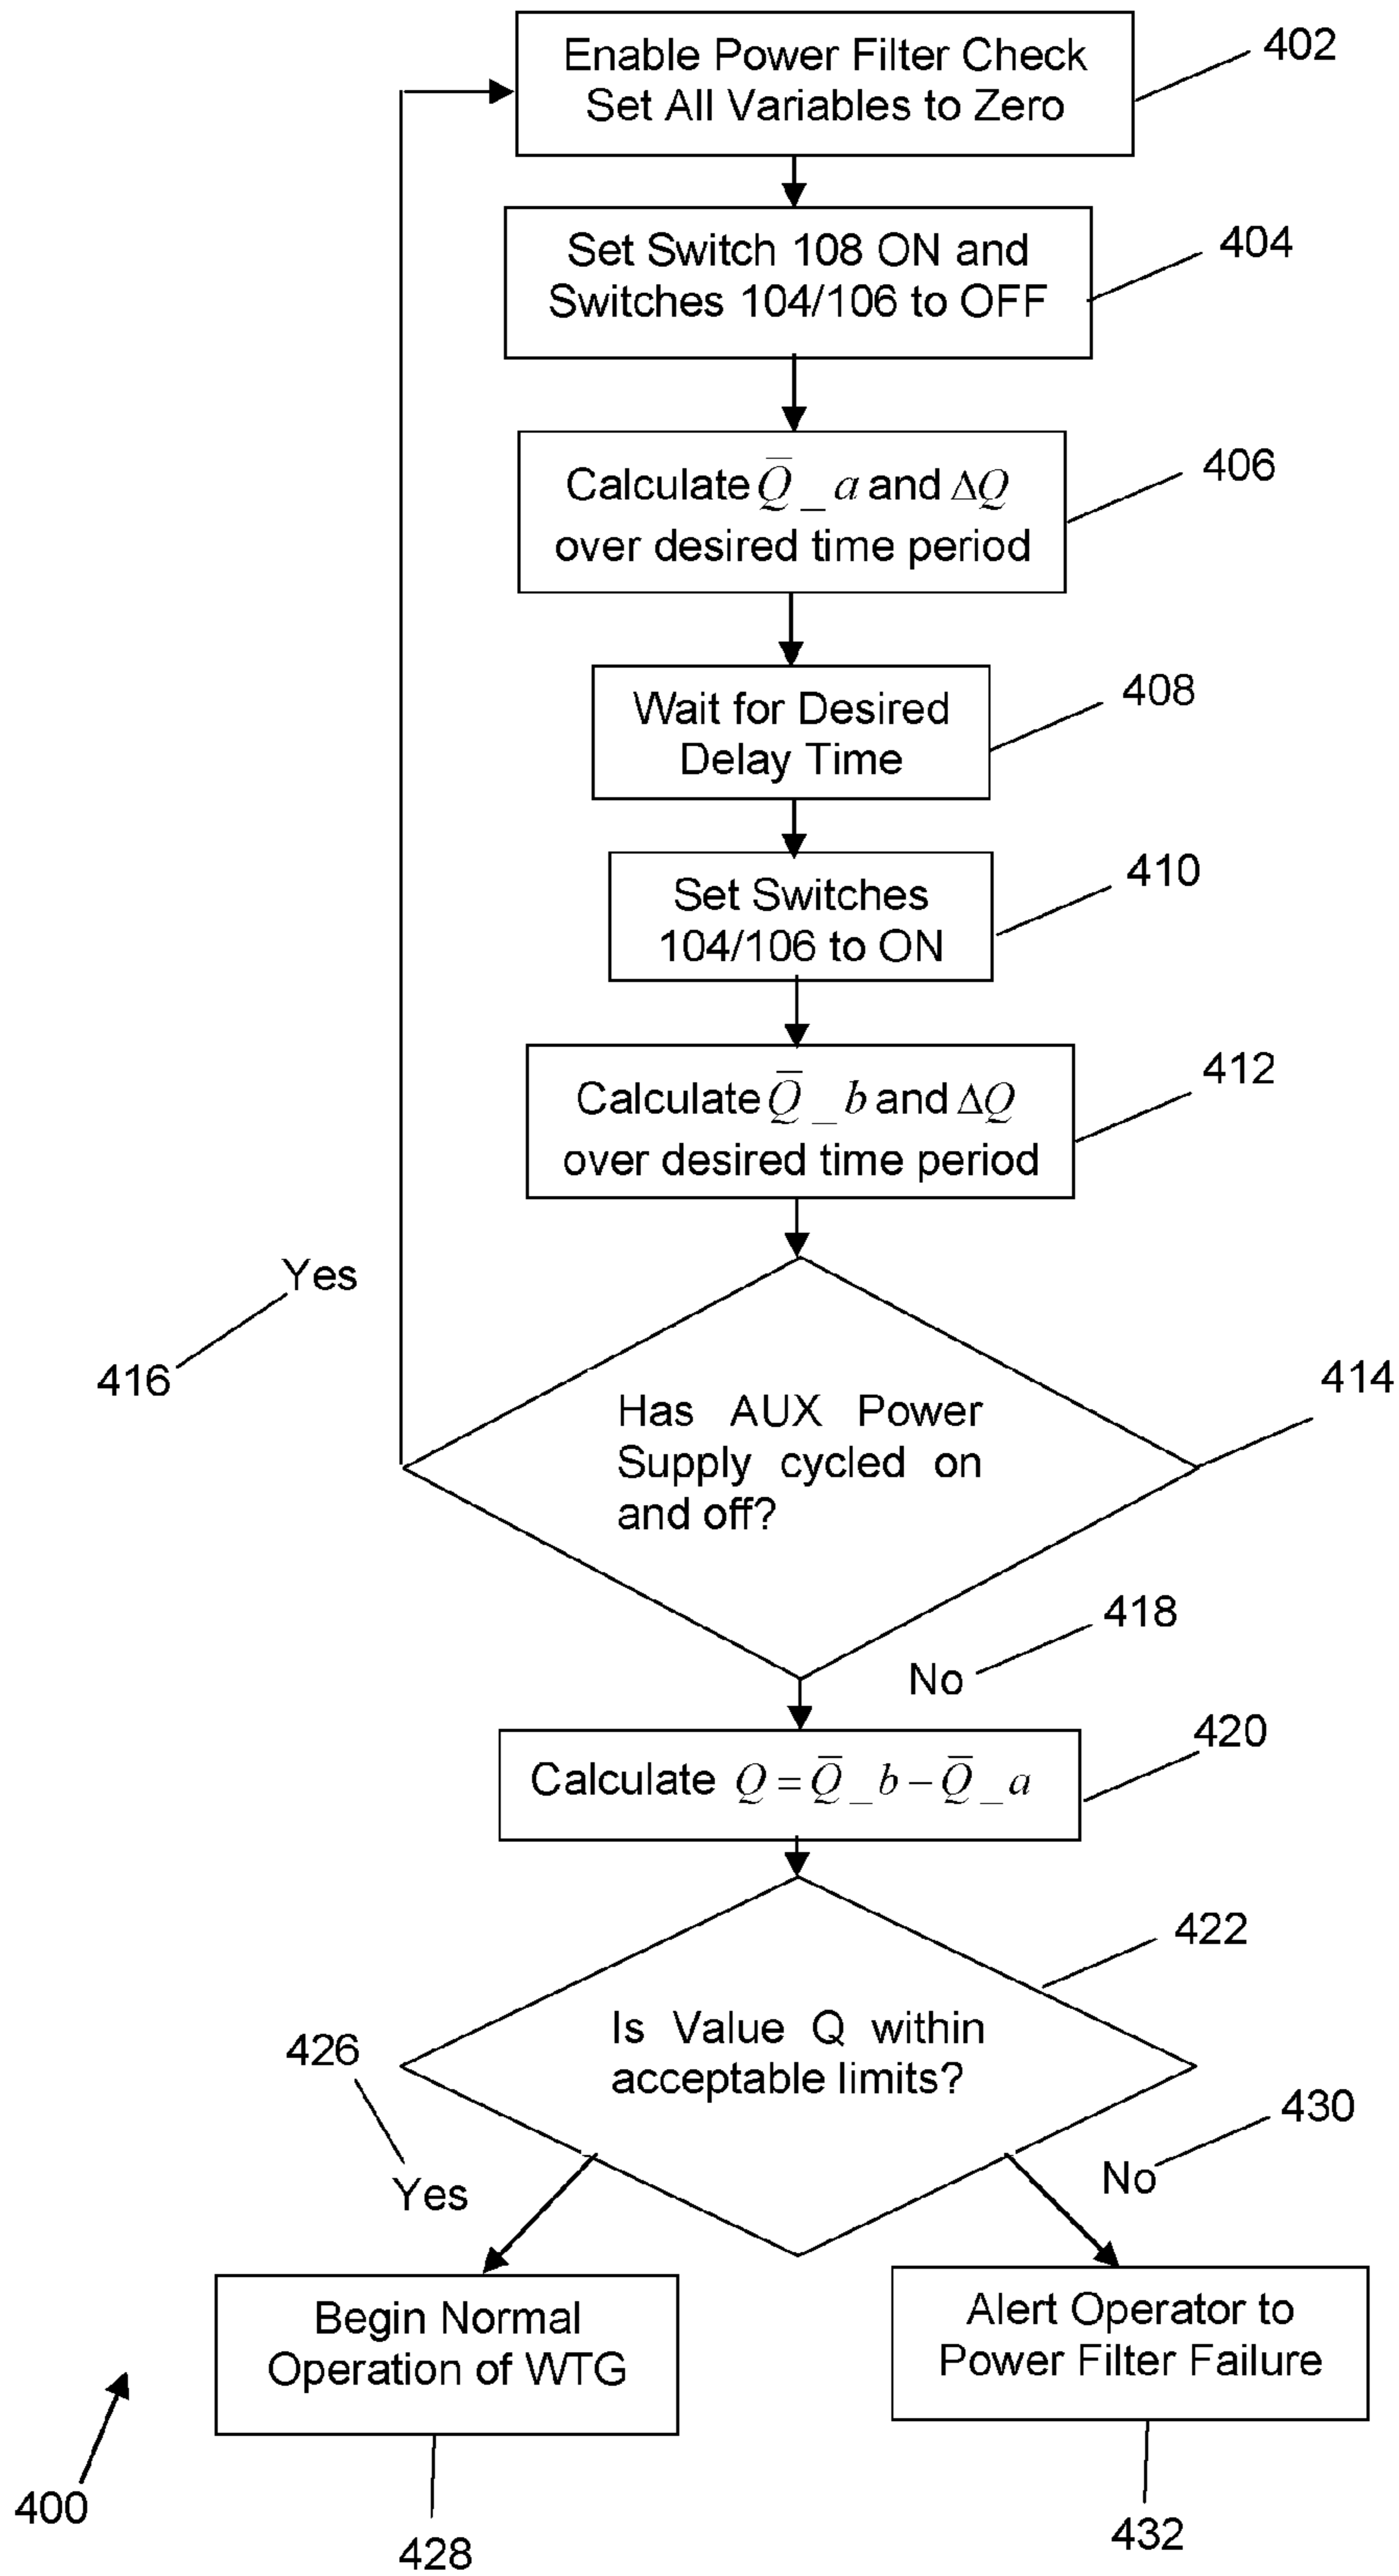 Enable Power Filter Check
Set All Variables to Zero
402
Set Switch 108 ON and
Switches 104/106 to OFF
404
Calculate Q̅_a and ΔQ
over desired time period
406
Wait for Desired
Delay Time
408
Set Switches
104/106 to ON
410
Calculate Q̅_b and ΔQ
over desired time period
412
Yes
416
Has AUX Power
Supply cycled on
and off?
414
418
No
Calculate Q = Q̅_b − Q̅_a
420
Is Value Q within
acceptable limits?
422
426
Yes
430
No
Begin Normal
Operation of WTG
428
Alert Operator to
Power Filter Failure
432
400